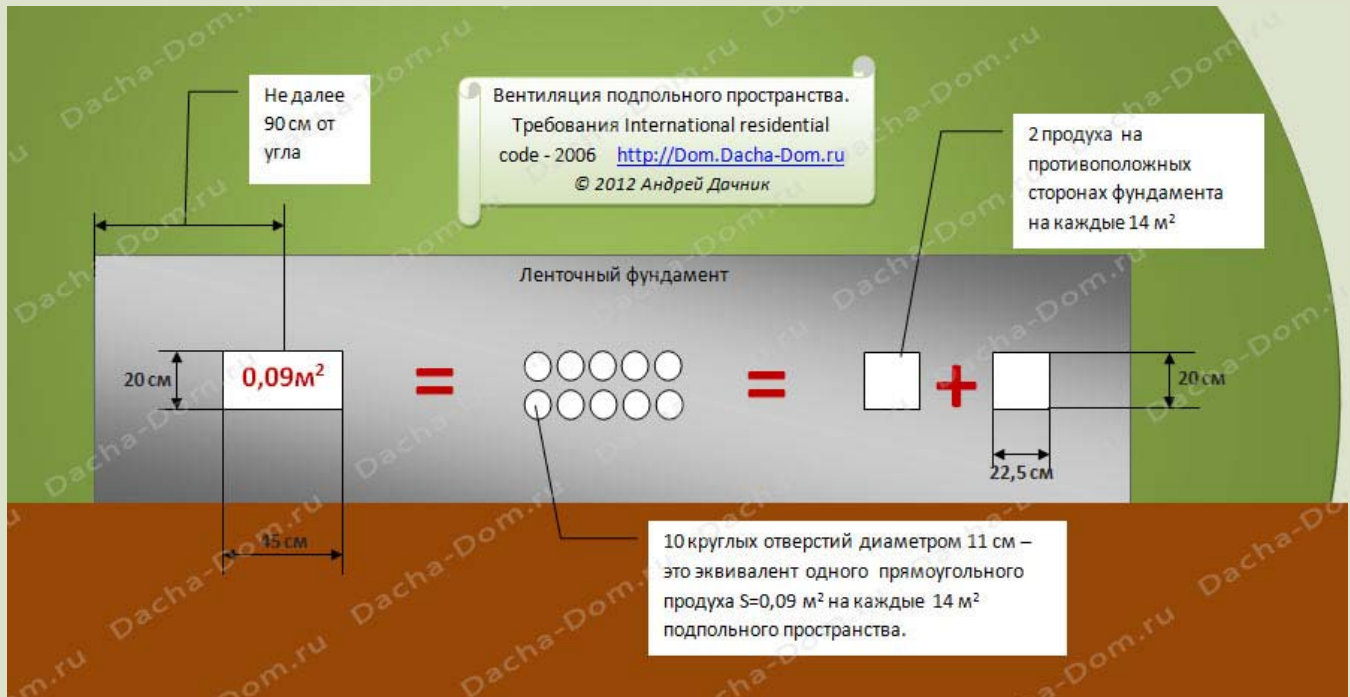 Не далее
90 см от
угла
Вентиляция подпольного пространства.
Требования International residential
code - 2006 http://Dom.Dacha-Dom.ru
© 2012 Андрей Дачник
2 продуха на
противоположных
сторонах фундамента
на каждые 14 м²
Ленточный фундамент
20 см
0,09м²
=
=
+
20 см
22,5 см
45 см
10 круглых отверстий диаметром 11 см –
это эквивалент одного прямоугольного
продуха S=0,09 м² на каждые 14 м²
подпольного пространства.
Dacha-Dom.ru